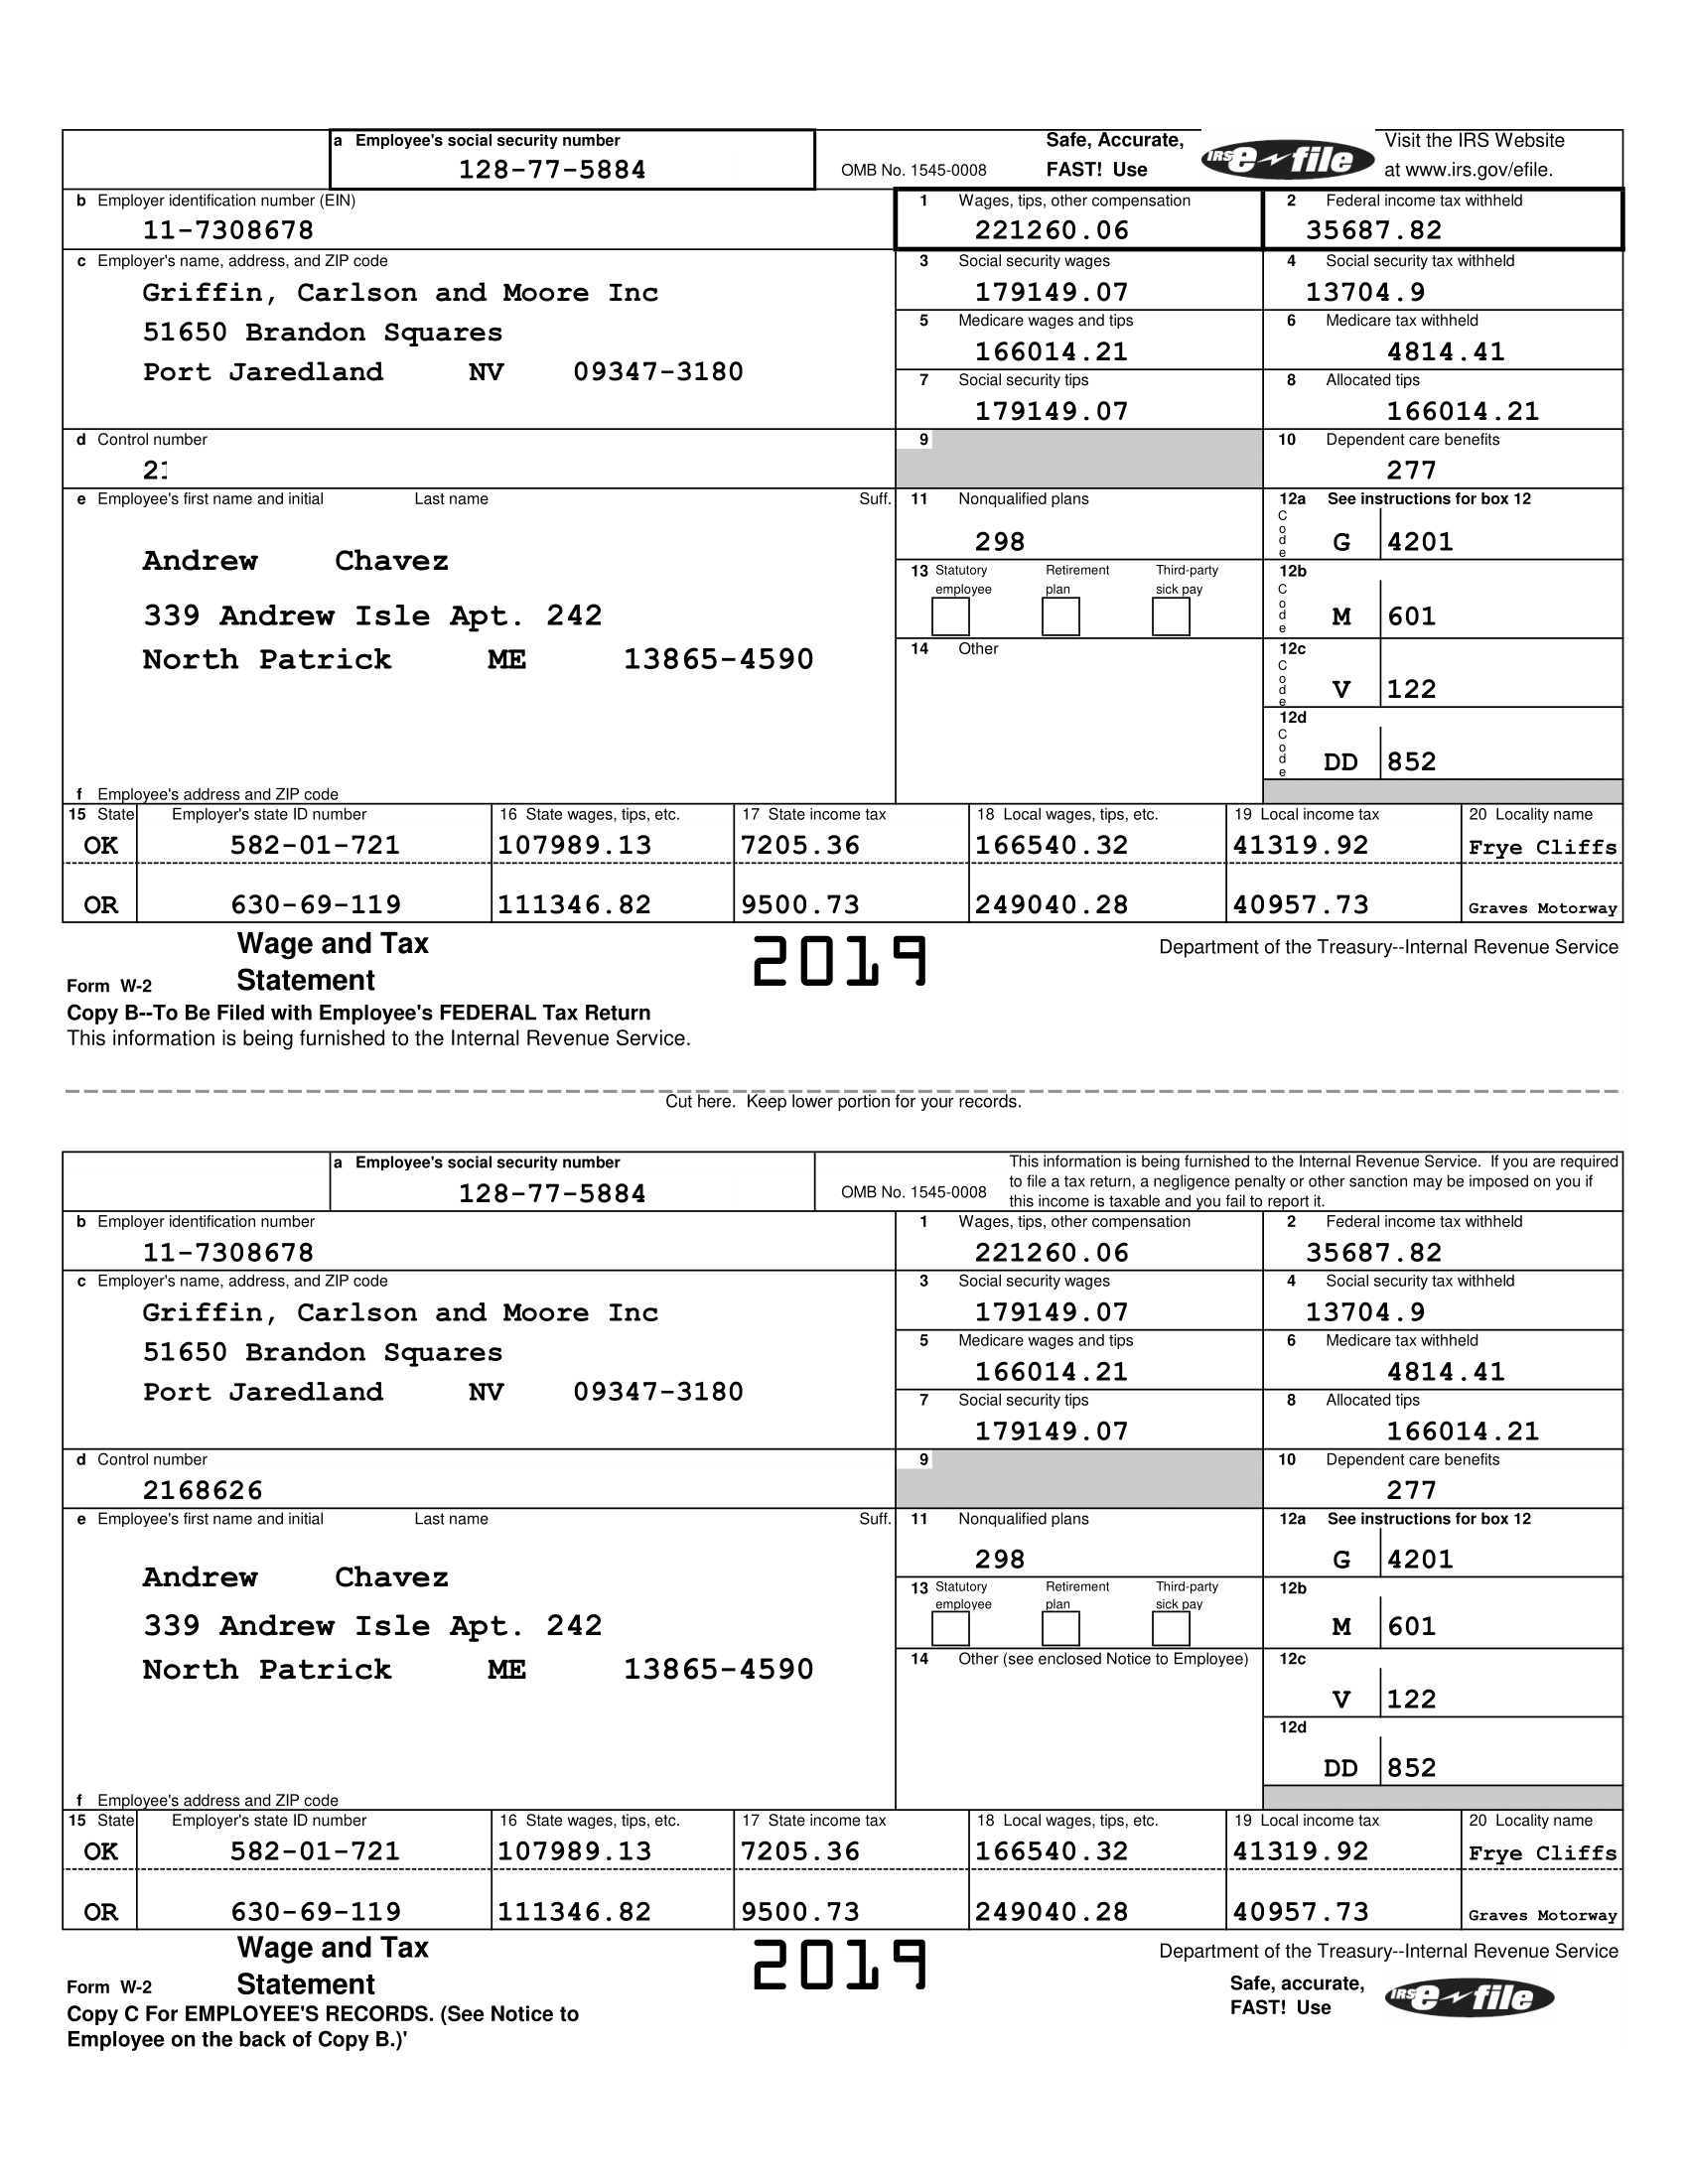 a Employee's social security number
128-77-5884
OMB No. 1545-0008
Safe, Accurate,
FAST! Use
IRS e-file
Visit the IRS Website
at www.irs.gov/efile.
b Employer identification number (EIN)
11-7308678
1 Wages, tips, other compensation
221260.06
2 Federal income tax withheld
35687.82
c Employer's name, address, and ZIP code
Griffin, Carlson and Moore Inc
51650 Brandon Squares
Port Jaredland NV 09347-3180
3 Social security wages
179149.07
4 Social security tax withheld
13704.9
5 Medicare wages and tips
166014.21
6 Medicare tax withheld
4814.41
7 Social security tips
179149.07
8 Allocated tips
166014.21
d Control number
21
9
10 Dependent care benefits
277
e Employee's first name and initial Last name Suff.
Andrew Chavez
339 Andrew Isle Apt. 242
North Patrick ME 13865-4590
f Employee's address and ZIP code
11 Nonqualified plans
298
12a See instructions for box 12
Code G 4201
13 Statutory employee Retirement plan Third-party sick pay
12b
Code M 601
14 Other
12c
Code V 122
12d
Code DD 852
15 State Employer's state ID number 16 State wages, tips, etc. 17 State income tax 18 Local wages, tips, etc. 19 Local income tax 20 Locality name
OK 582-01-721 107989.13 7205.36 166540.32 41319.92 Frye Cliffs
OR 630-69-119 111346.82 9500.73 249040.28 40957.73 Graves Motorway
Form W-2
Wage and Tax
Statement
2019
Department of the Treasury--Internal Revenue Service
Copy B--To Be Filed with Employee's FEDERAL Tax Return
This information is being furnished to the Internal Revenue Service.
Cut here. Keep lower portion for your records.
a Employee's social security number
128-77-5884
OMB No. 1545-0008
This information is being furnished to the Internal Revenue Service. If you are required
to file a tax return, a negligence penalty or other sanction may be imposed on you if
this income is taxable and you fail to report it.
b Employer identification number
11-7308678
1 Wages, tips, other compensation
221260.06
2 Federal income tax withheld
35687.82
c Employer's name, address, and ZIP code
Griffin, Carlson and Moore Inc
51650 Brandon Squares
Port Jaredland NV 09347-3180
3 Social security wages
179149.07
4 Social security tax withheld
13704.9
5 Medicare wages and tips
166014.21
6 Medicare tax withheld
4814.41
7 Social security tips
179149.07
8 Allocated tips
166014.21
d Control number
2168626
9
10 Dependent care benefits
277
e Employee's first name and initial Last name Suff.
Andrew Chavez
339 Andrew Isle Apt. 242
North Patrick ME 13865-4590
f Employee's address and ZIP code
11 Nonqualified plans
298
12a See instructions for box 12
G 4201
13 Statutory employee Retirement plan Third-party sick pay
12b
M 601
14 Other (see enclosed Notice to Employee)
12c
V 122
12d
DD 852
15 State Employer's state ID number 16 State wages, tips, etc. 17 State income tax 18 Local wages, tips, etc. 19 Local income tax 20 Locality name
OK 582-01-721 107989.13 7205.36 166540.32 41319.92 Frye Cliffs
OR 630-69-119 111346.82 9500.73 249040.28 40957.73 Graves Motorway
Form W-2
Wage and Tax
Statement
2019
Department of the Treasury--Internal Revenue Service
Safe, accurate,
FAST! Use
IRS e-file
Copy C For EMPLOYEE'S RECORDS. (See Notice to
Employee on the back of Copy B.)'